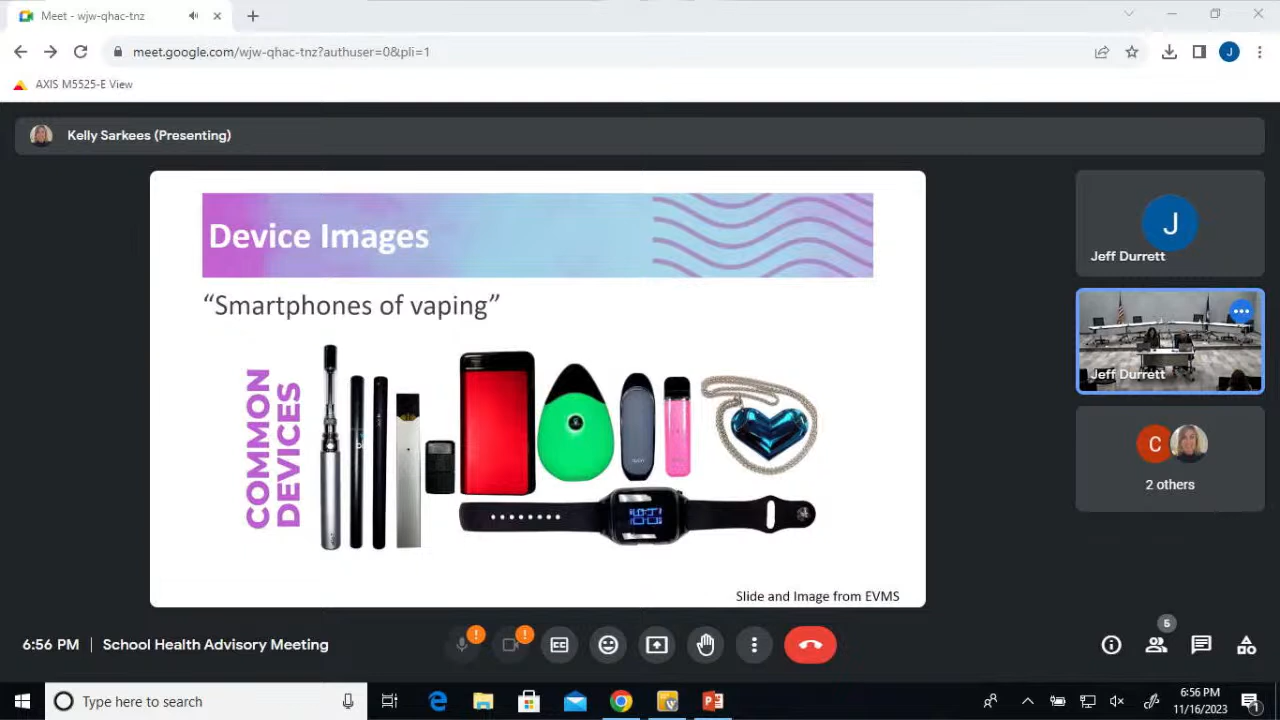 Meet - wjw-qhac-tnz
meet.google.com/wjw-qhac-tnz?authuser=0&pli=1
J
AXIS M5525-E View
Kelly Sarkees (Presenting)
Device Images
"Smartphones of vaping"
COMMON
DEVICES
Slide and Image from EVMS
J
Jeff Durrett
Jeff Durrett
C
2 others
6:56 PM
School Health Advisory Meeting
5
Type here to search
6:56 PM
11/16/2023
1